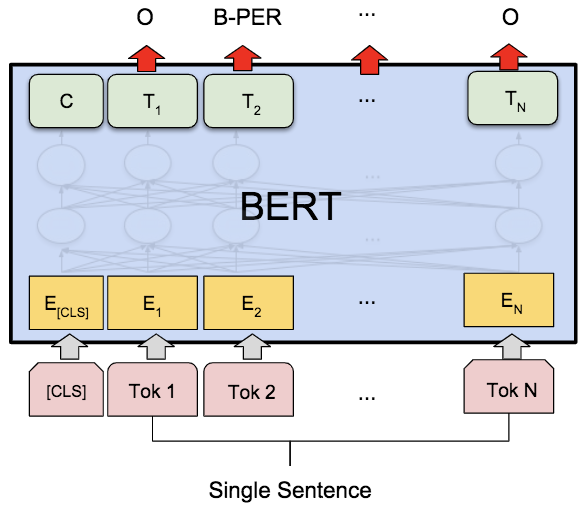 O B-PER ... O
C T1 T2 ... TN
...
BERT
...
E[CLS] E1 E2 ... EN
[CLS] Tok 1 Tok 2 ... Tok N
Single Sentence